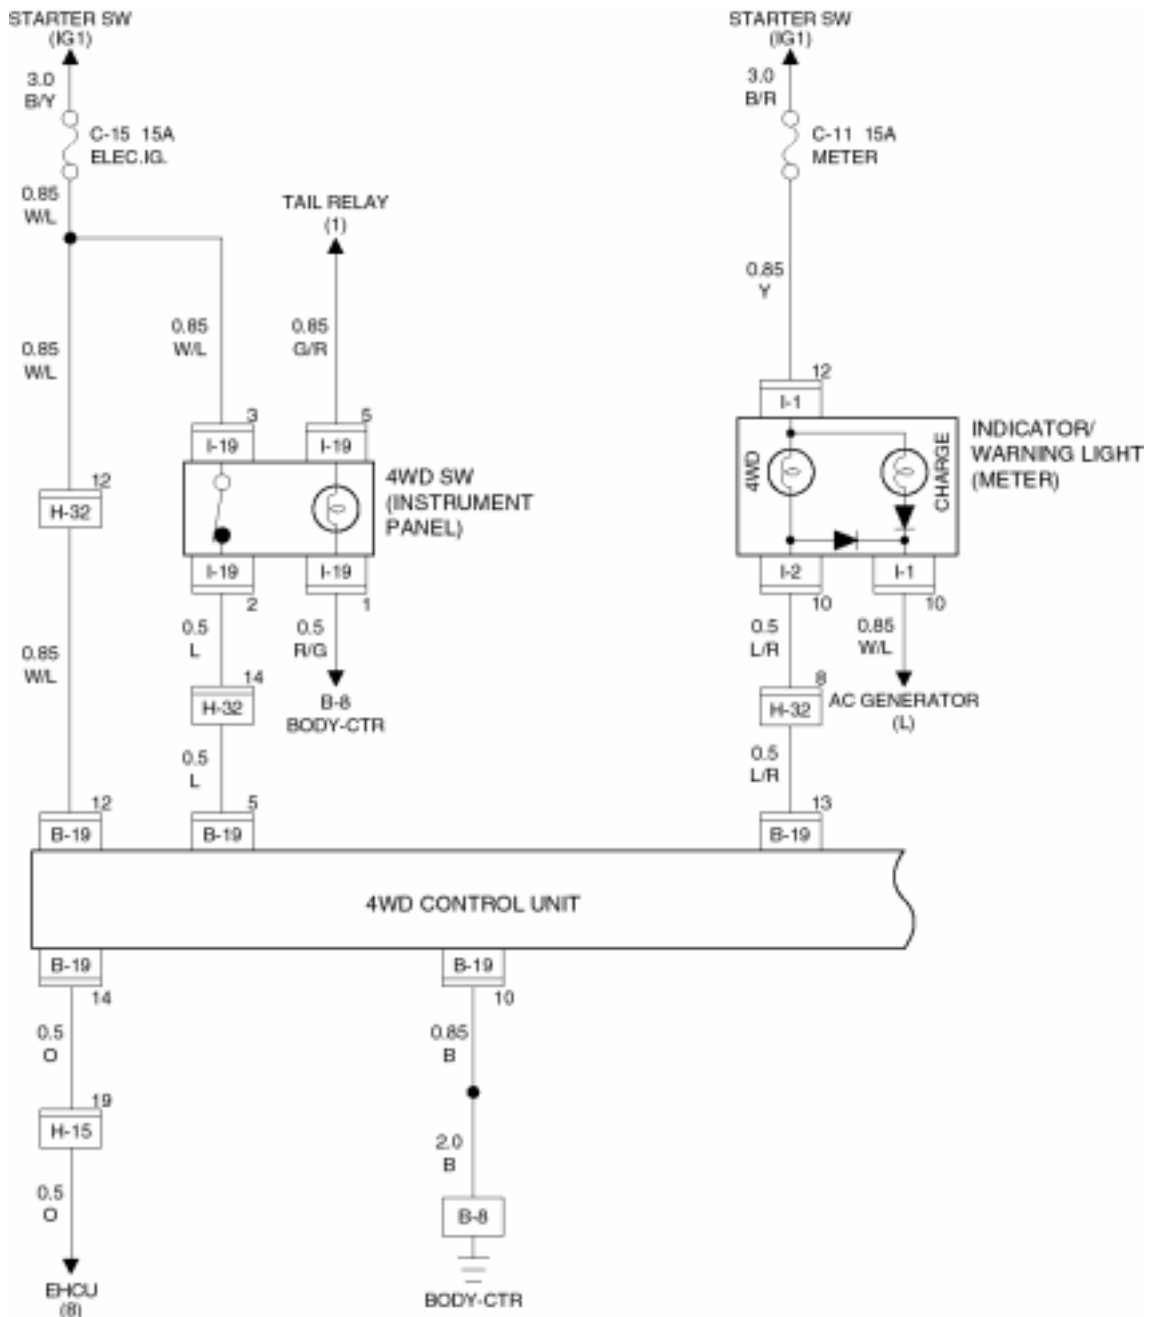 STARTER SW
(IG1)
STARTER SW
(IG1)
3.0
B/Y
3.0
B/R
C-15 15A
ELEC.IG.
C-11 15A
METER
0.85
W/L
TAIL RELAY
(1)
0.85
Y
0.85
W/L
0.85
W/L
0.85
G/R
12
I-1
3
I-19
5
I-19
4WD
CHARGE
INDICATOR/
WARNING LIGHT
(METER)
4WD SW
(INSTRUMENT
PANEL)
12
H-32
I-19
2
I-19
1
I-2
10
I-1
10
0.5
L
0.5
R/G
0.5
L/R
0.85
W/L
0.85
W/L
14
H-32
B-8
BODY-CTR
8
H-32
AC GENERATOR
(L)
0.5
L
0.5
L/R
12
B-19
5
B-19
13
B-19
4WD CONTROL UNIT
B-19
14
B-19
10
0.5
O
0.85
B
19
H-15
2.0
B
0.5
O
B-8
EHCU
(8)
BODY-CTR